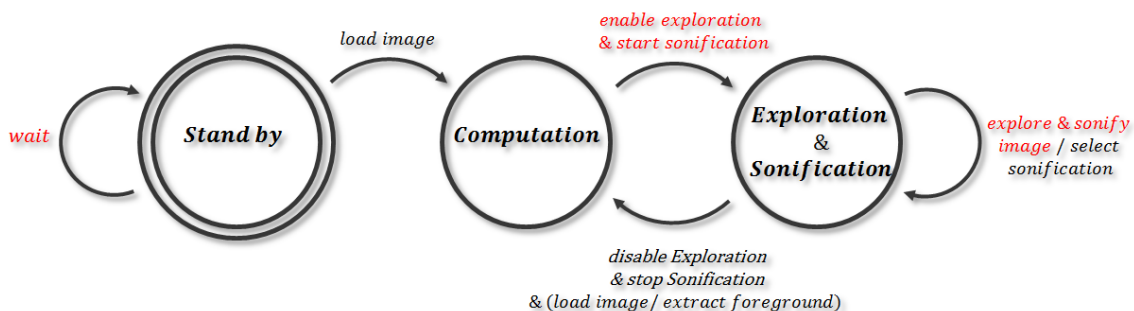 load image
enable exploration
& start sonification
wait
Stand by
Computation
Exploration
&
Sonification
explore & sonify
image / select
sonification
disable Exploration
& stop Sonification
& (load image/ extract foreground)